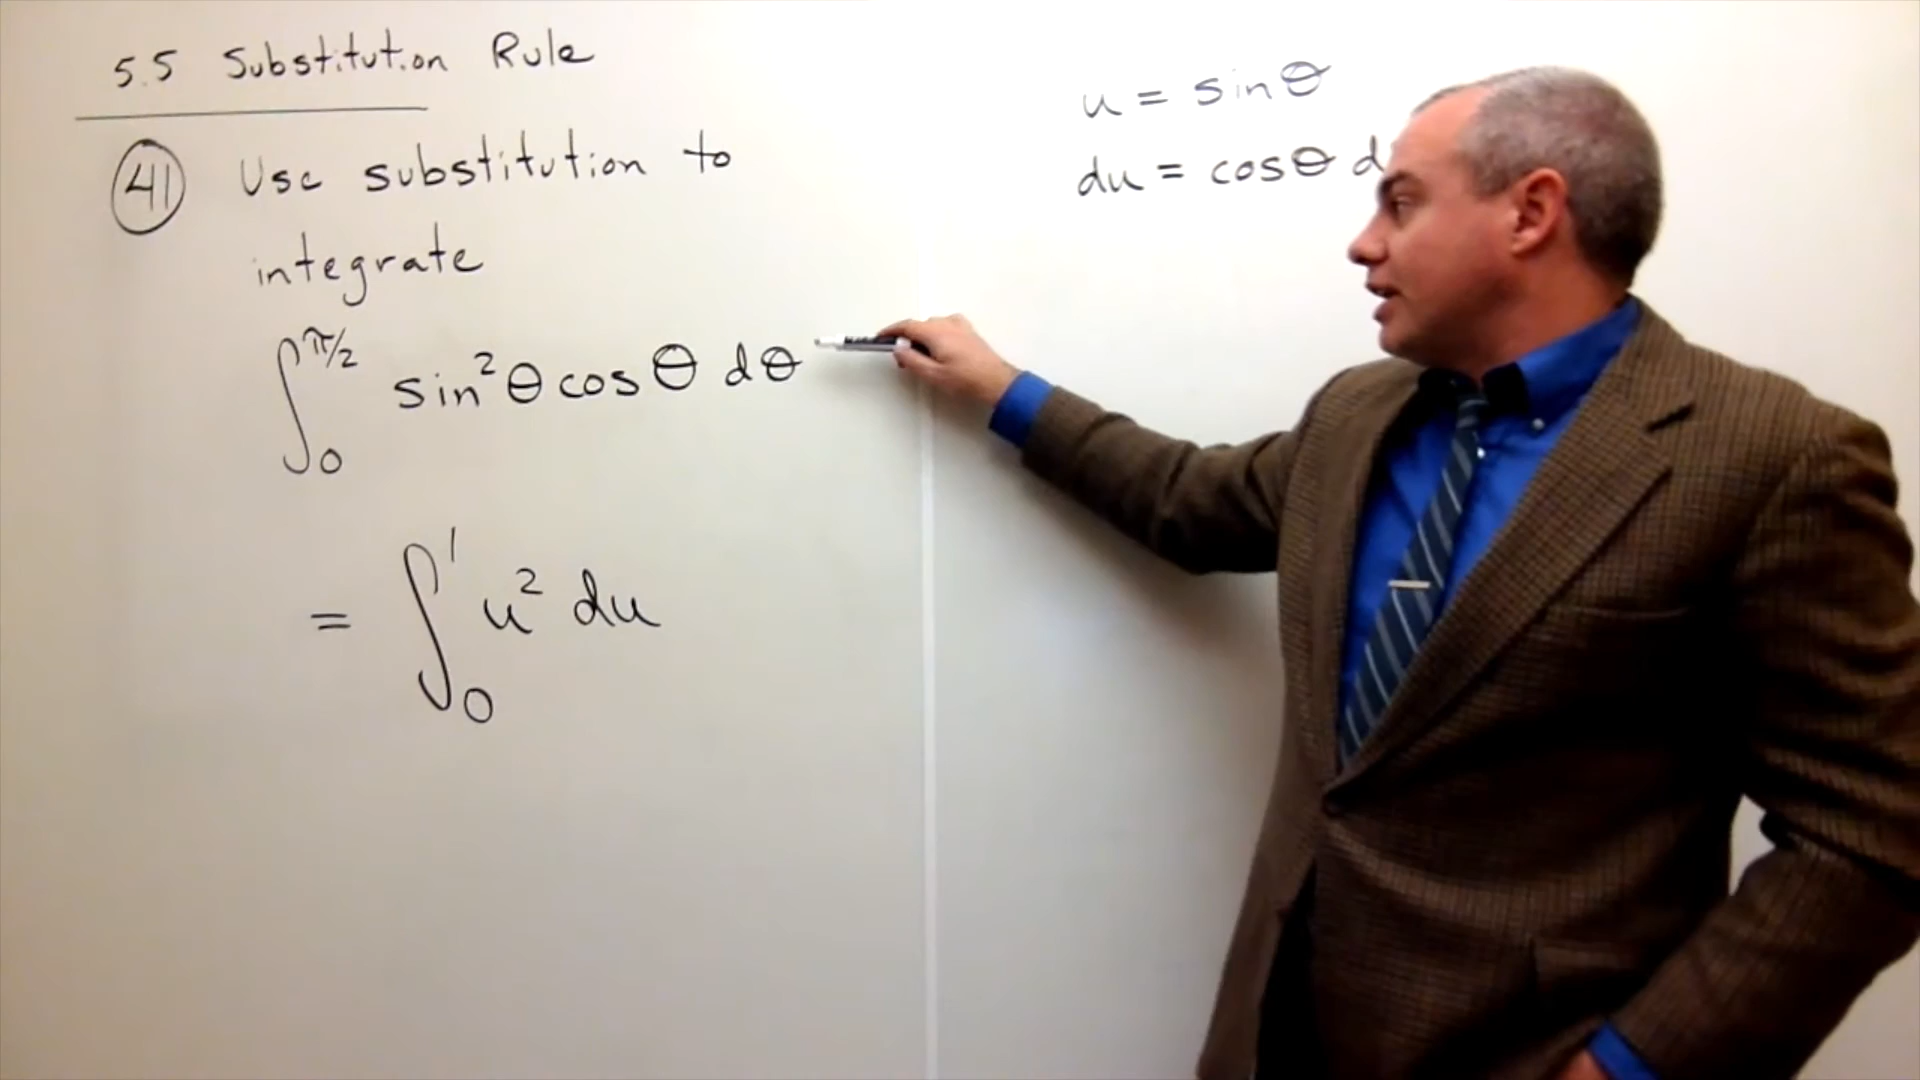 5.5 Substitution Rule
41 Use substitution to
integrate
∫₀^{π/2} sin²θ cos θ dθ
= ∫₀¹ u² du
u = sinθ
du = cosθ d